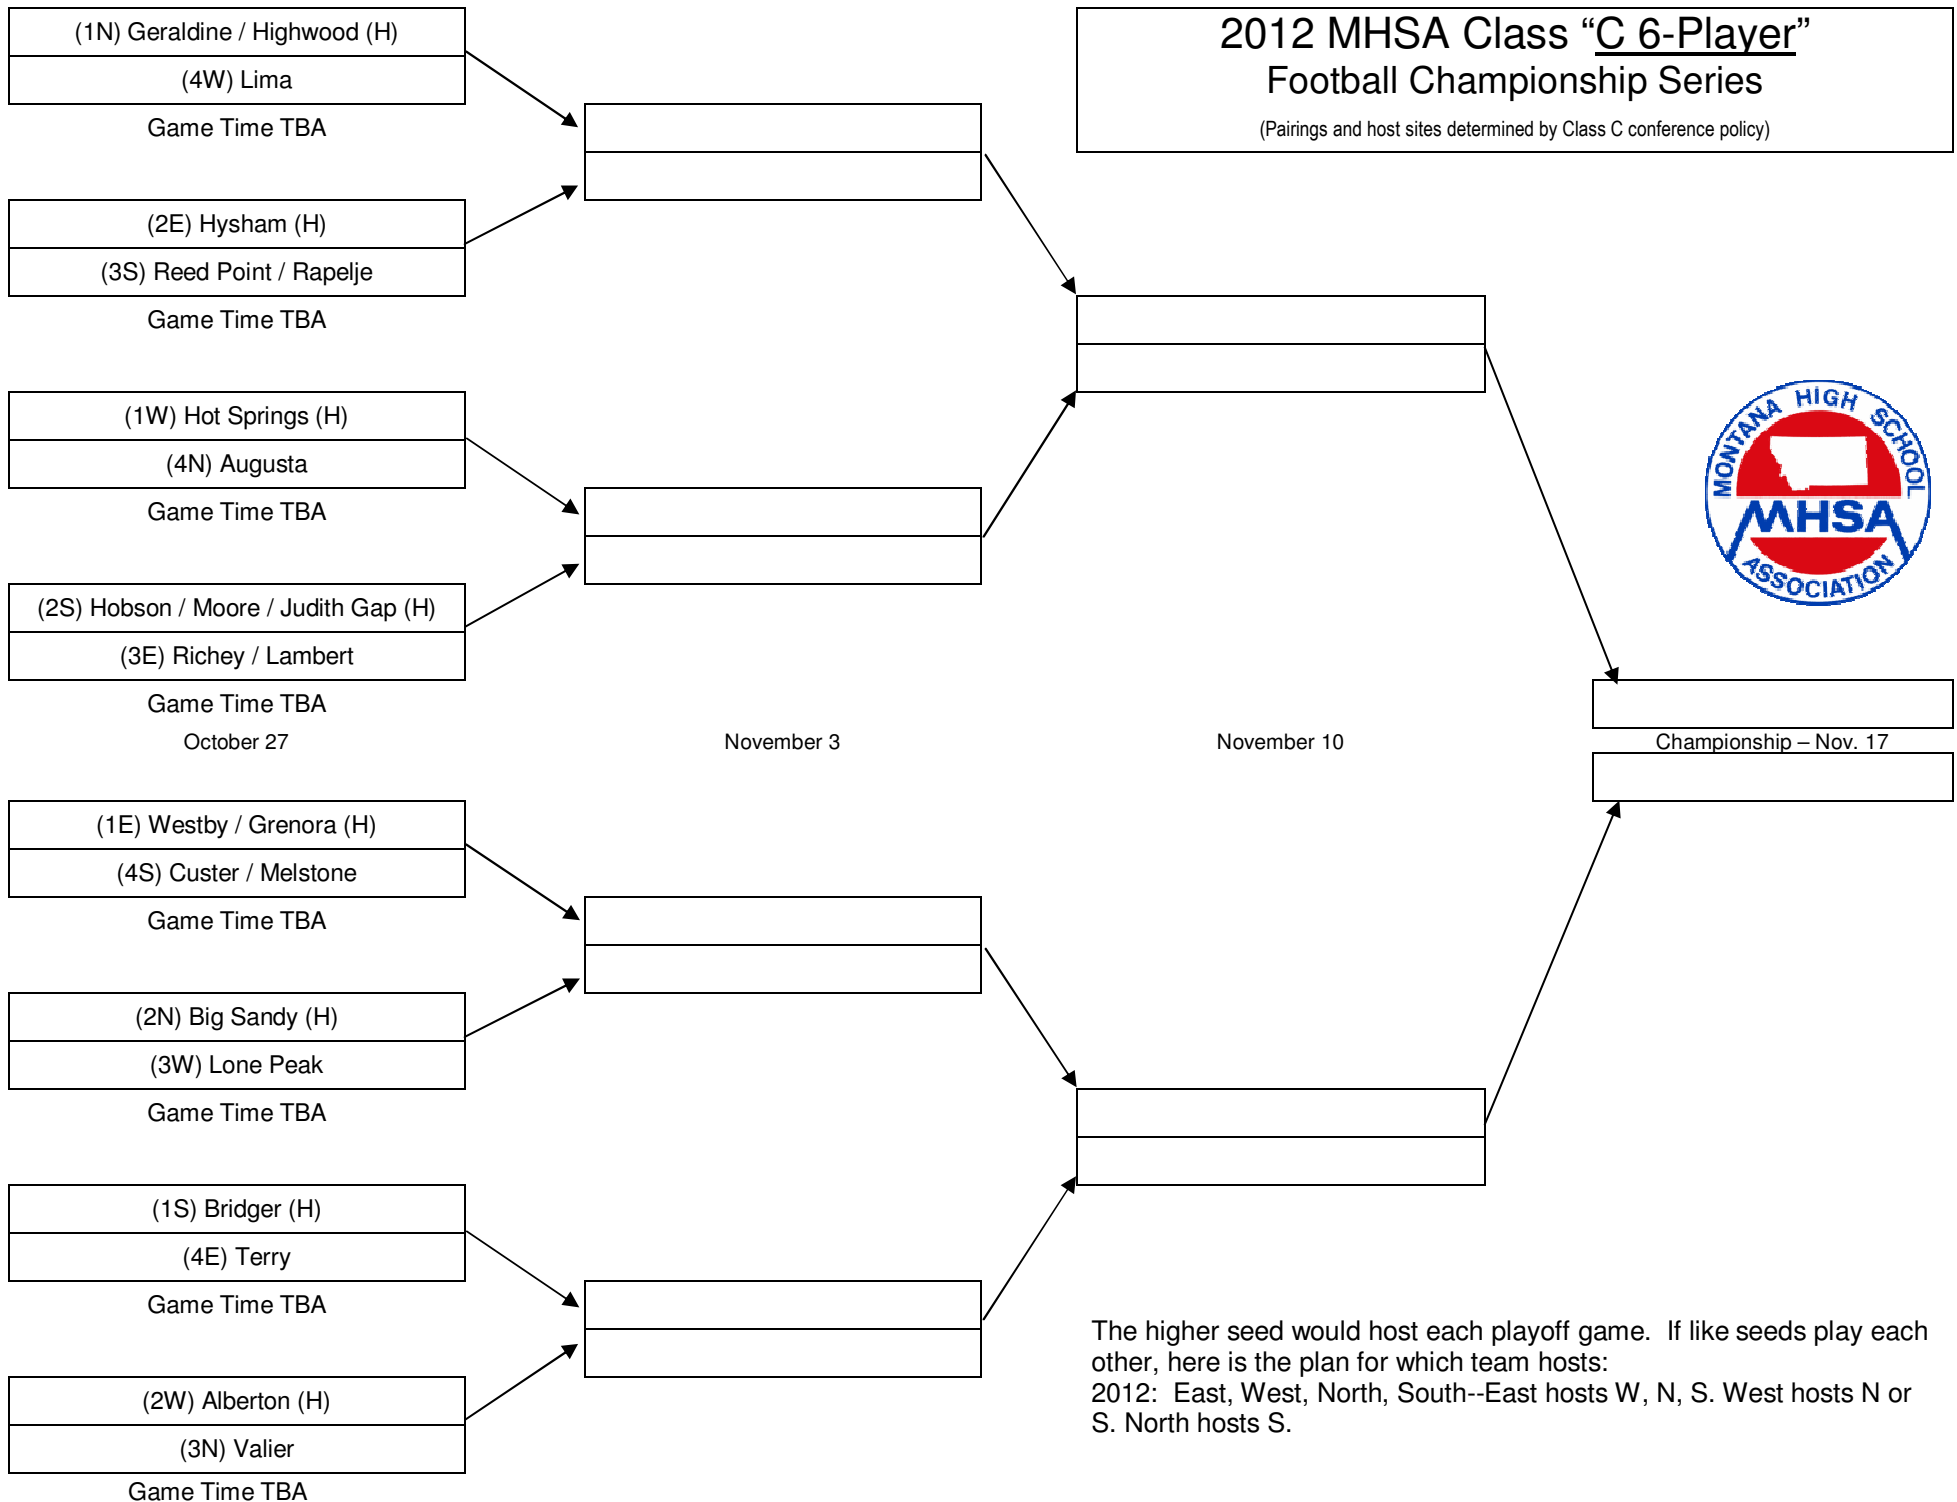 (1N) Geraldine / Highwood (H)
(4W) Lima
Game Time TBA
(2E) Hysham (H)
(3S) Reed Point / Rapelje
Game Time TBA
(1W) Hot Springs (H)
(4N) Augusta
Game Time TBA
(2S) Hobson / Moore / Judith Gap (H)
(3E) Richey / Lambert
Game Time TBA
October 27
November 3
November 10
Championship – Nov. 17
(1E) Westby / Grenora (H)
(4S) Custer / Melstone
Game Time TBA
(2N) Big Sandy (H)
(3W) Lone Peak
Game Time TBA
(1S) Bridger (H)
(4E) Terry
Game Time TBA
(2W) Alberton (H)
(3N) Valier
Game Time TBA
2012 MHSA Class “C 6-Player”
Football Championship Series
(Pairings and host sites determined by Class C conference policy)
MONTANA HIGH SCHOOL
MHSA
ASSOCIATION
The higher seed would host each playoff game.  If like seeds play each
other, here is the plan for which team hosts:
2012:  East, West, North, South--East hosts W, N, S. West hosts N or
S. North hosts S.